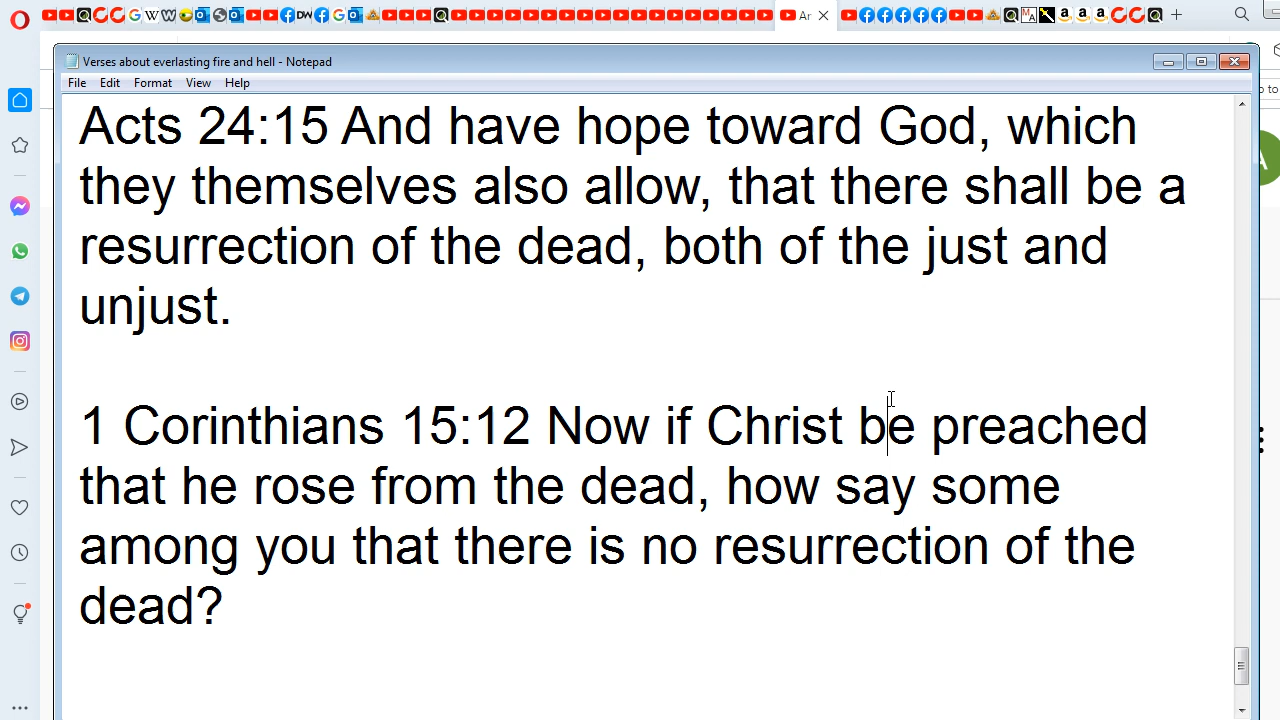 Ar
Verses about everlasting fire and hell - Notepad
File Edit Format View Help
Acts 24:15 And have hope toward God, which
they themselves also allow, that there shall be a
resurrection of the dead, both of the just and
unjust.
1 Corinthians 15:12 Now if Christ be preached
that he rose from the dead, how say some
among you that there is no resurrection of the
dead?